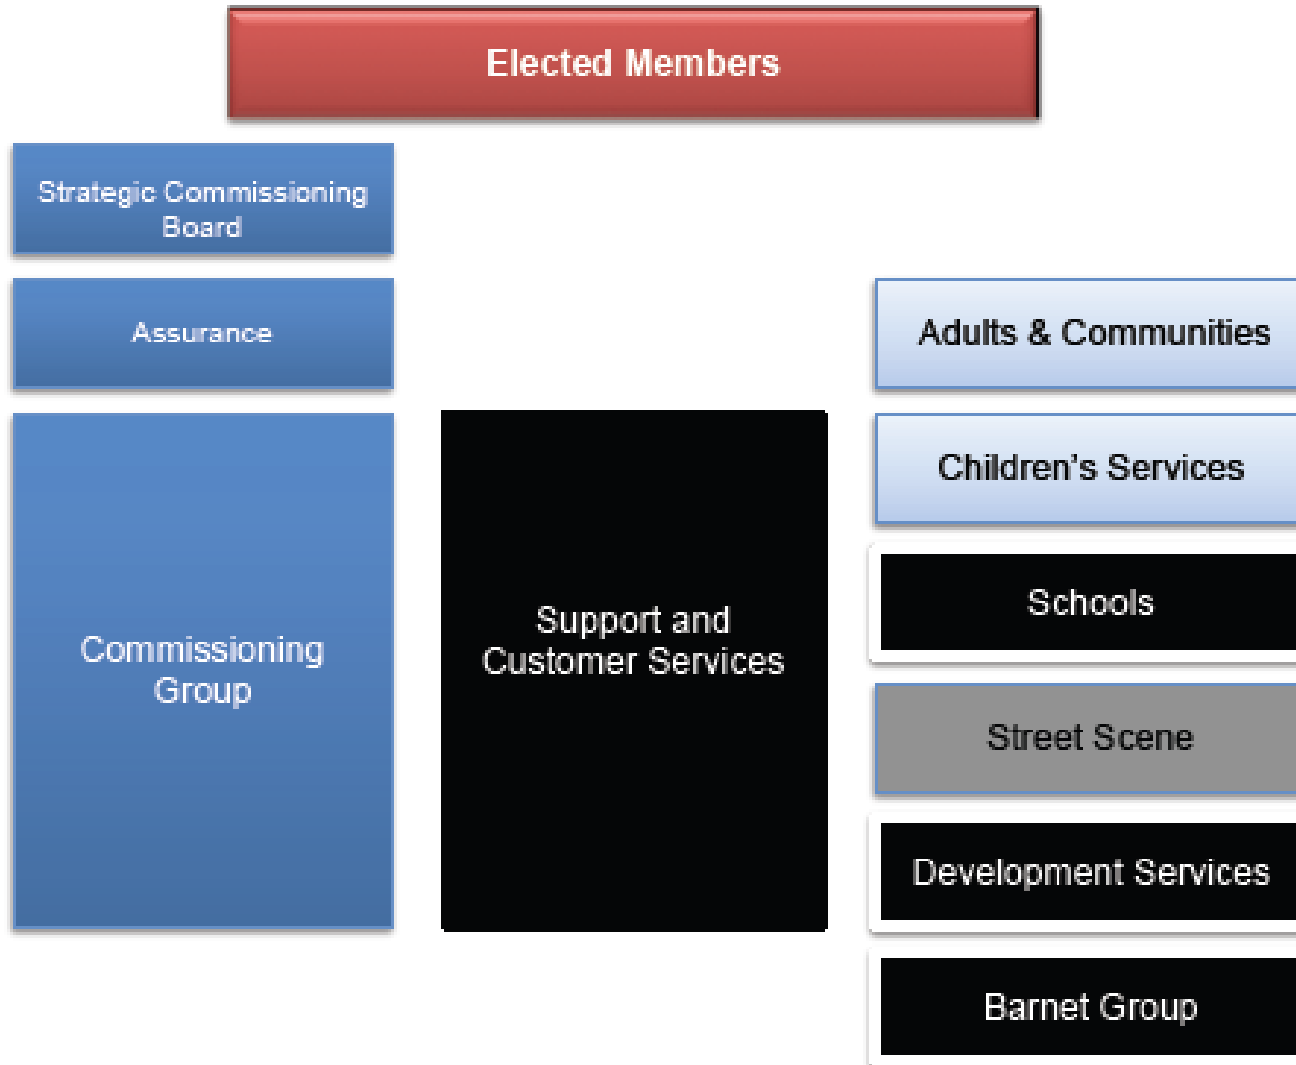 Elected Members
Strategic Commissioning
Board
Assurance
Commissioning
Group
Support and
Customer Services
Adults & Communities
Children's Services
Schools
Street Scene
Development Services
Barnet Group